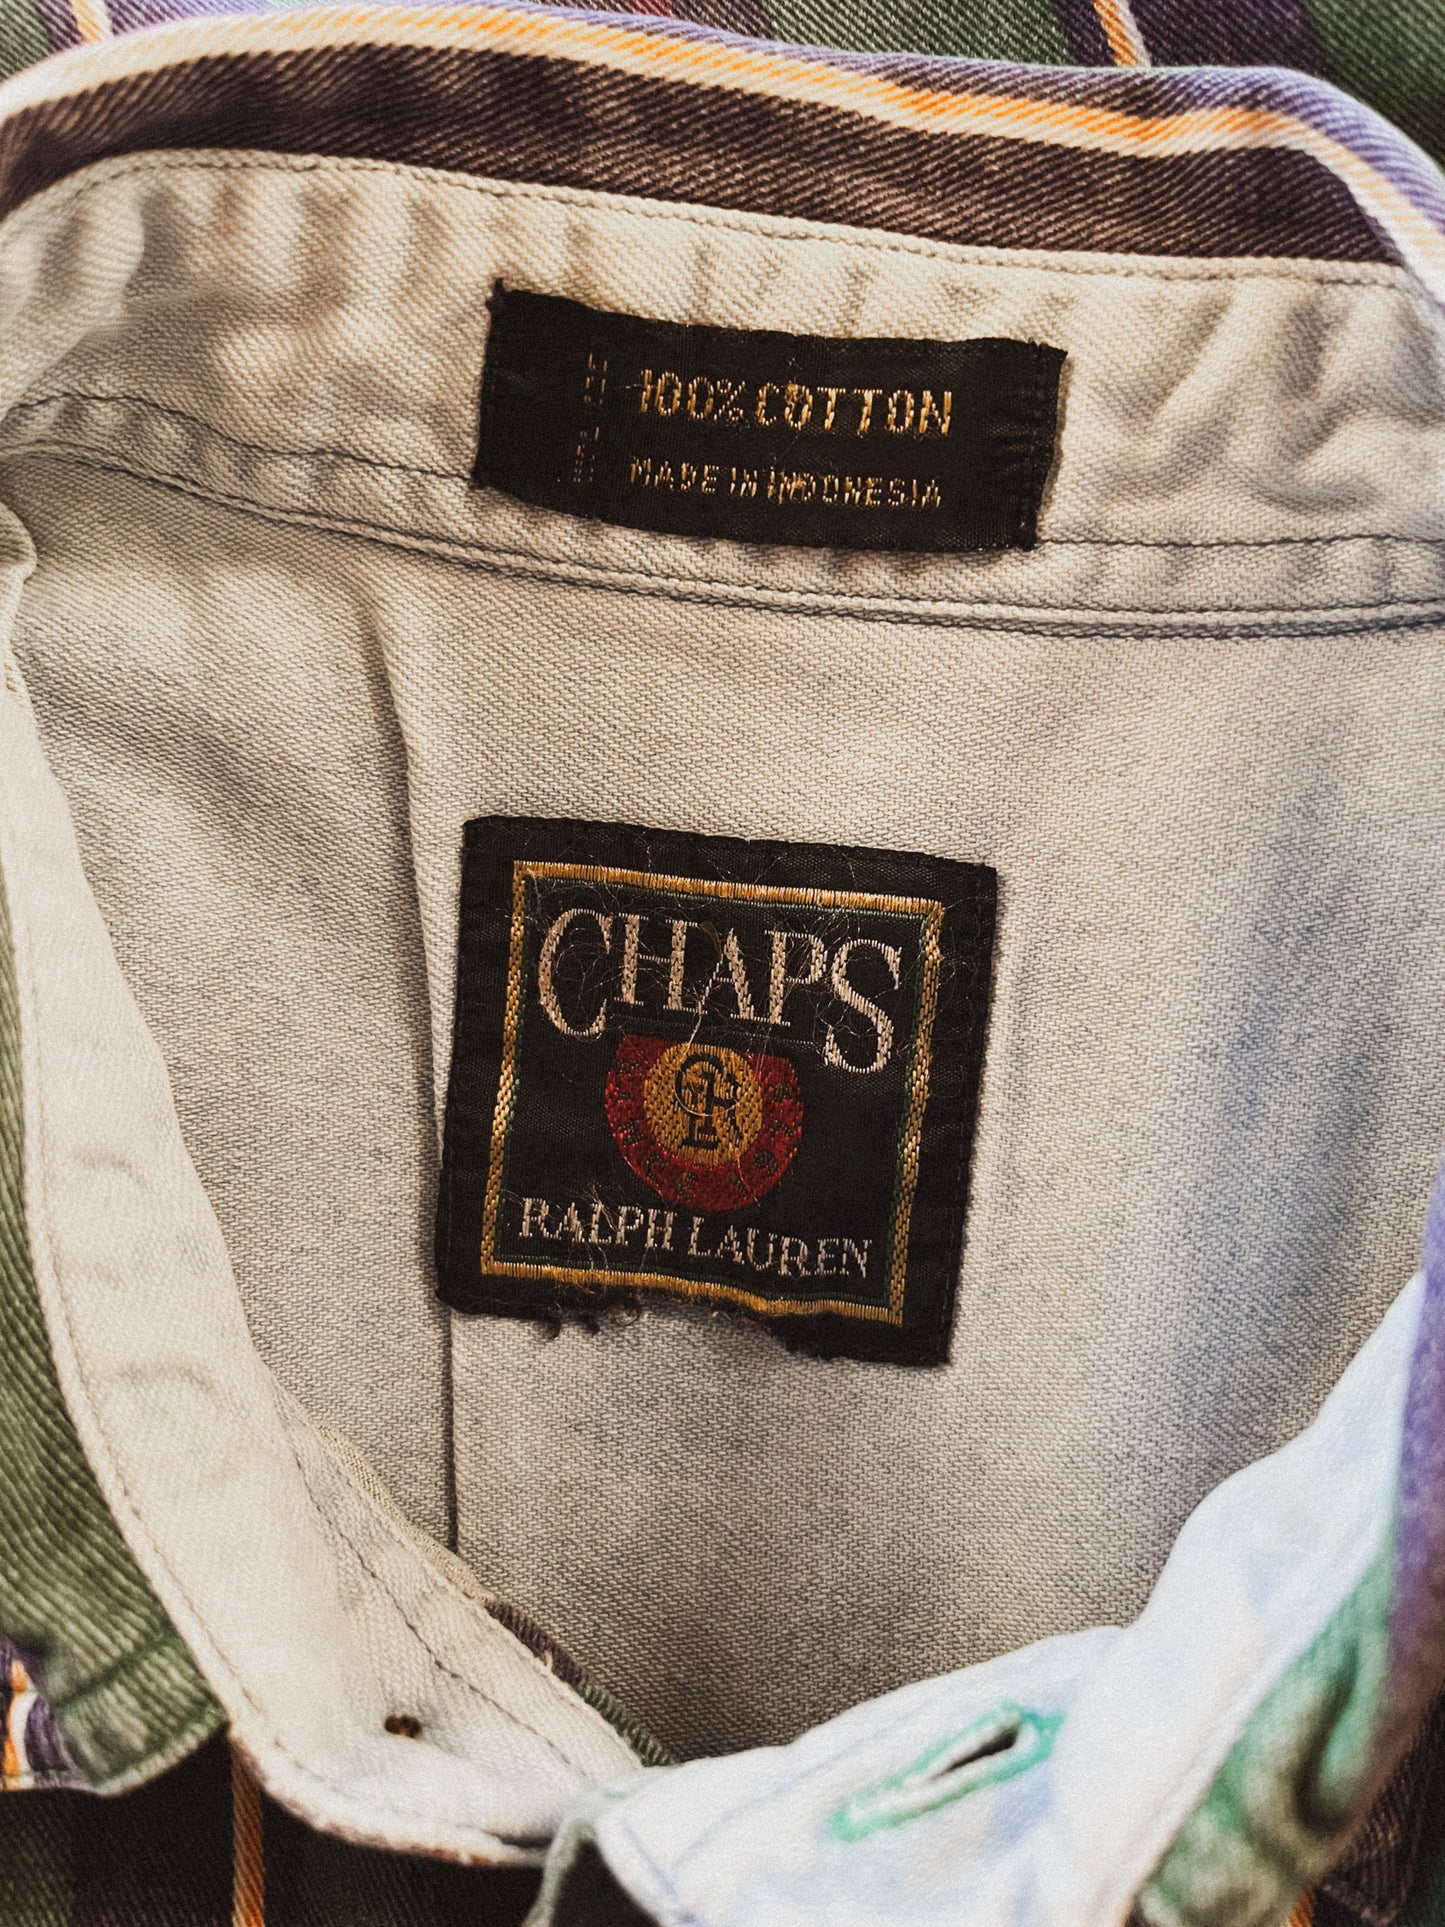 100% COTTON
MADE IN INDONESIA
CHAPS
RALPH LAUREN